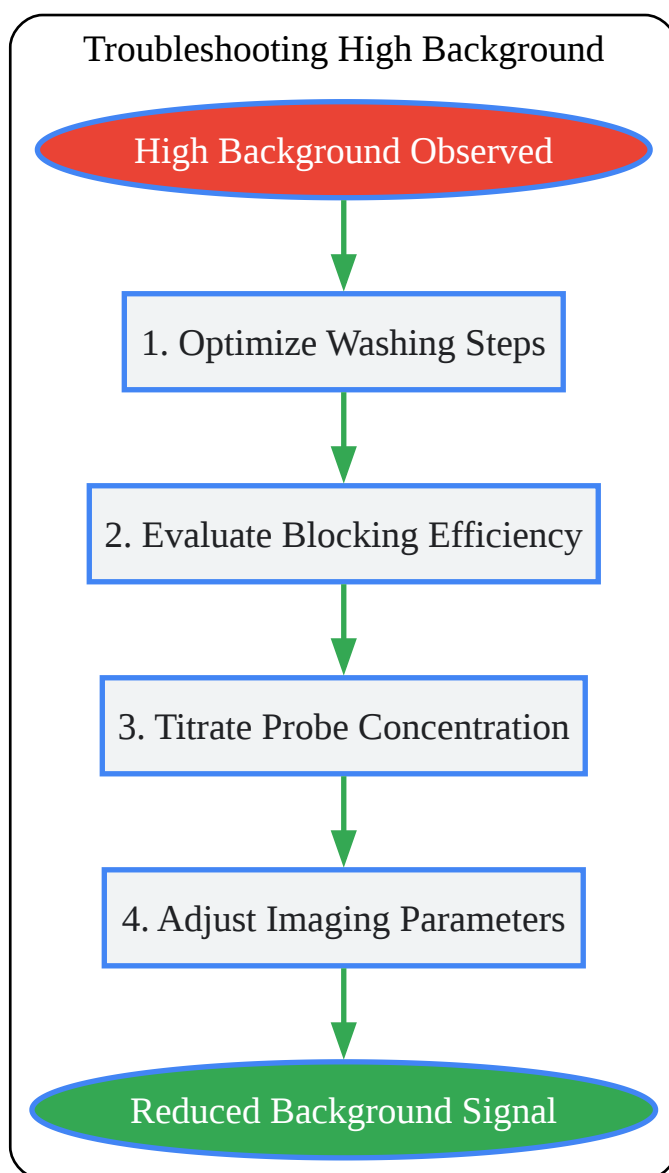 Troubleshooting High Background
High Background Observed
1. Optimize Washing Steps
2. Evaluate Blocking Efficiency
3. Titrate Probe Concentration
4. Adjust Imaging Parameters
Reduced Background Signal